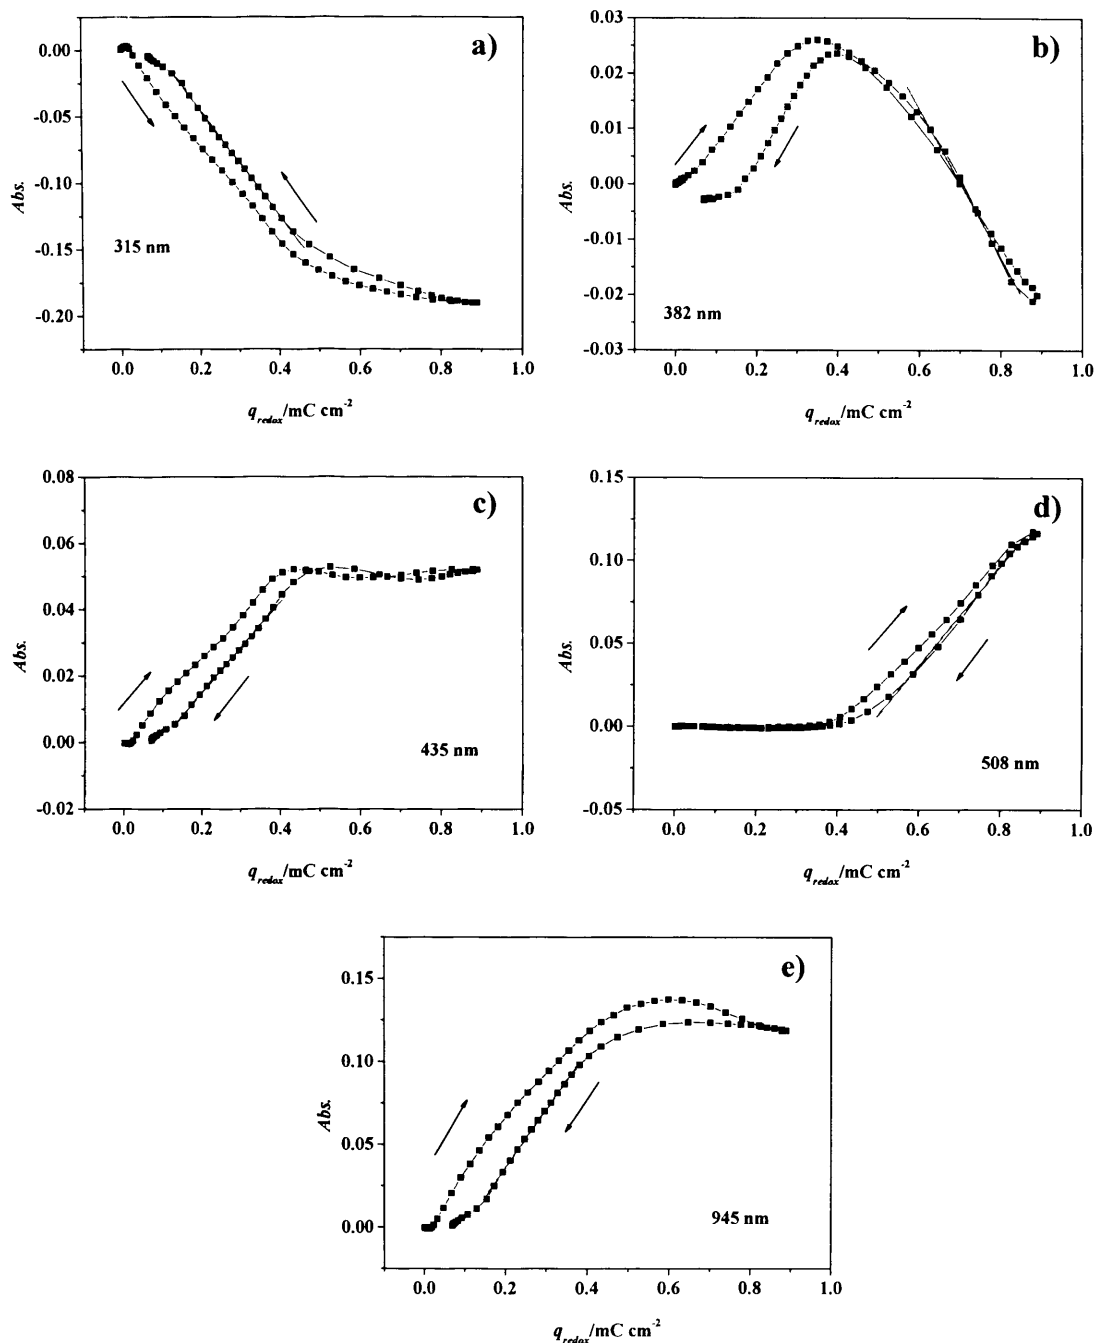 a)
0.00
-0.05
-0.10
-0.15
-0.20
Abs.
315 nm
0.0 0.2 0.4 0.6 0.8 1.0
q_redox/mC cm⁻²
b)
0.03
0.02
0.01
0.00
-0.01
-0.02
-0.03
Abs.
382 nm
0.0 0.2 0.4 0.6 0.8 1.0
q_redox/mC cm⁻²
c)
0.08
0.06
0.04
0.02
0.00
-0.02
Abs.
435 nm
0.0 0.2 0.4 0.6 0.8 1.0
q_redox/mC cm⁻²
d)
0.15
0.10
0.05
0.00
-0.05
Abs.
508 nm
0.0 0.2 0.4 0.6 0.8 1.0
q_redox/mC cm⁻²
e)
0.15
0.10
0.05
0.00
Abs.
945 nm
0.0 0.2 0.4 0.6 0.8 1.0
q_redox/mC cm⁻²